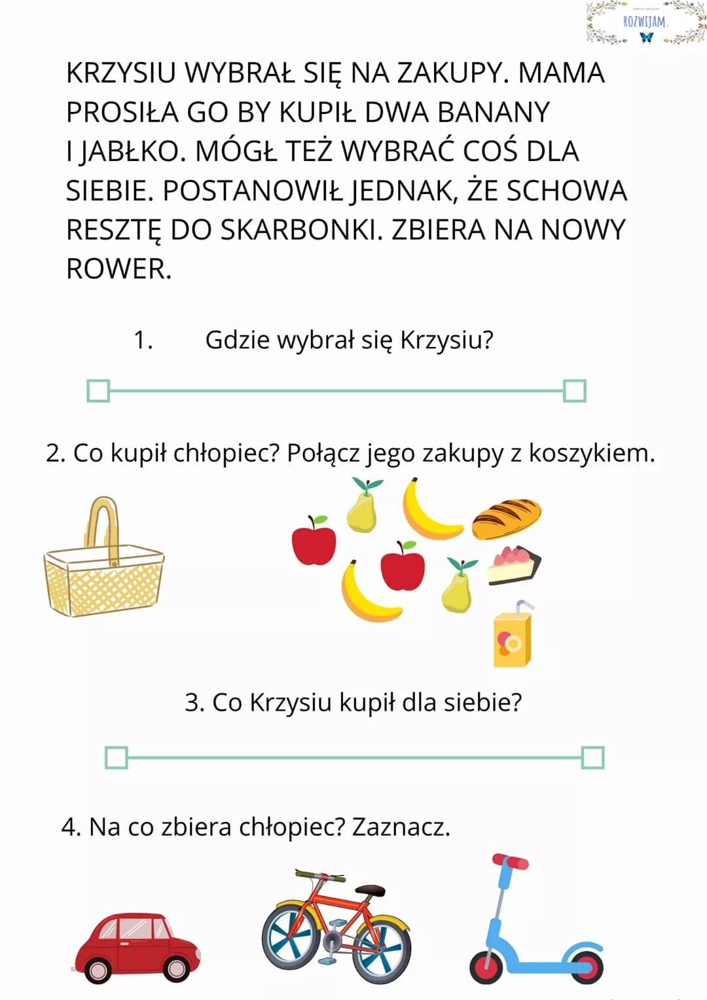 ROZWIJAM.
KRZYSIU WYBRAŁ SIĘ NA ZAKUPY. MAMA
PROSIŁA GO BY KUPIŁ DWA BANANY
I JABŁKO. MÓGŁ TEŻ WYBRAĆ COŚ DLA
SIEBIE. POSTANOWIŁ JEDNAK, ŻE SCHOWA
RESZTĘ DO SKARBONKI. ZBIERA NA NOWY
ROWER.
1. Gdzie wybrał się Krzysiu?
2. Co kupił chłopiec? Połącz jego zakupy z koszykiem.
3. Co Krzysiu kupił dla siebie?
4. Na co zbiera chłopiec? Zaznacz.